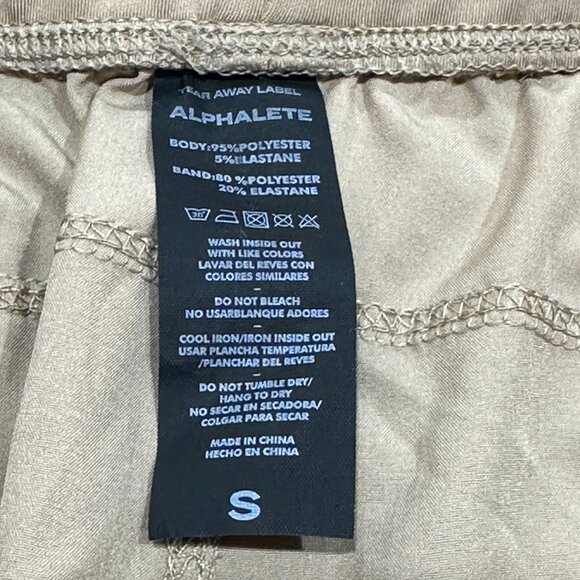 TEAR AWAY LABEL
ALPHALETE
BODY:95%POLYESTER
5%ELASTANE
BAND:80 %POLYESTER
20% ELASTANE
30°
WASH INSIDE OUT
WITH LIKE COLORS
LAVAR DEL REVES CON
COLORES SIMILARES
-
DO NOT BLEACH
NO USARBLANQUE ADORES
-
COOL IRON/IRON INSIDE OUT
USAR PLANCHA TEMPERATURA
/PLANCHAR DEL REVES
-
DO NOT TUMBLE DRY/
HANG TO DRY
NO SECAR EN SECADORA/
COLGAR PARA SECAR
-
MADE IN CHINA
HECHO EN CHINA
S